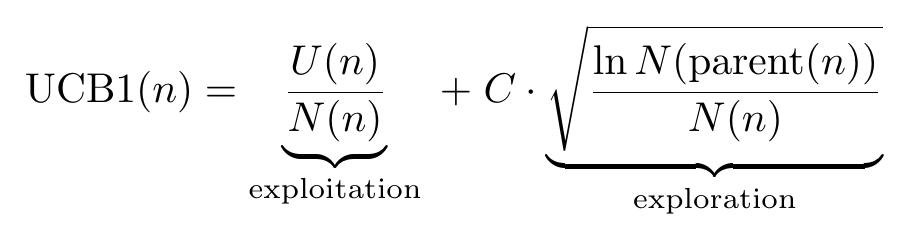 UCB1(n) = U(n)/N(n) + C · √(ln N(parent(n))/N(n))
exploitation
exploration